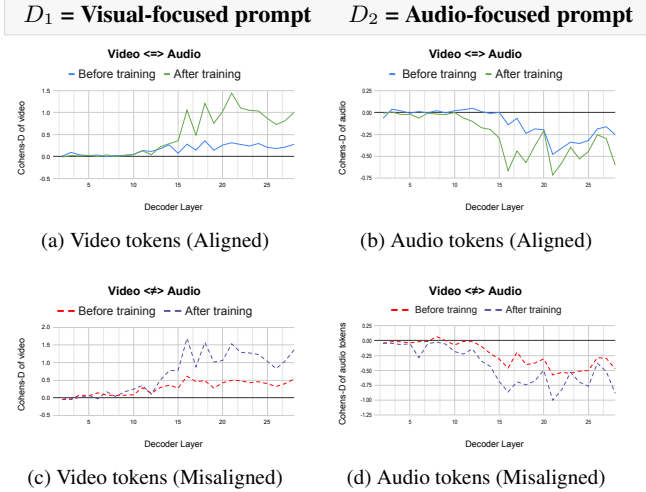 D1 = Visual-focused prompt D2 = Audio-focused prompt
Video <=> Audio
Before training After training
Cohens-D of video
1.5
1.0
0.5
0.0
-0.5
5 10 15 20 25
Decoder Layer
(a) Video tokens (Aligned)
Video <=> Audio
Before training After training
Cohens-D of audio
0.25
0.00
-0.25
-0.50
-0.75
5 10 15 20 25
Decoder Layer
(b) Audio tokens (Aligned)
Video <≠> Audio
Before training After training
Cohens-D of video
2.0
1.5
1.0
0.5
0.0
-0.5
5 10 15 20 25
Decoder Layer
(c) Video tokens (Misaligned)
Video <≠> Audio
Before training After training
Cohens-D of audio tokens
0.25
0.00
-0.25
-0.50
-0.75
-1.00
-1.25
5 10 15 20 25
Decoder Layer
(d) Audio tokens (Misaligned)